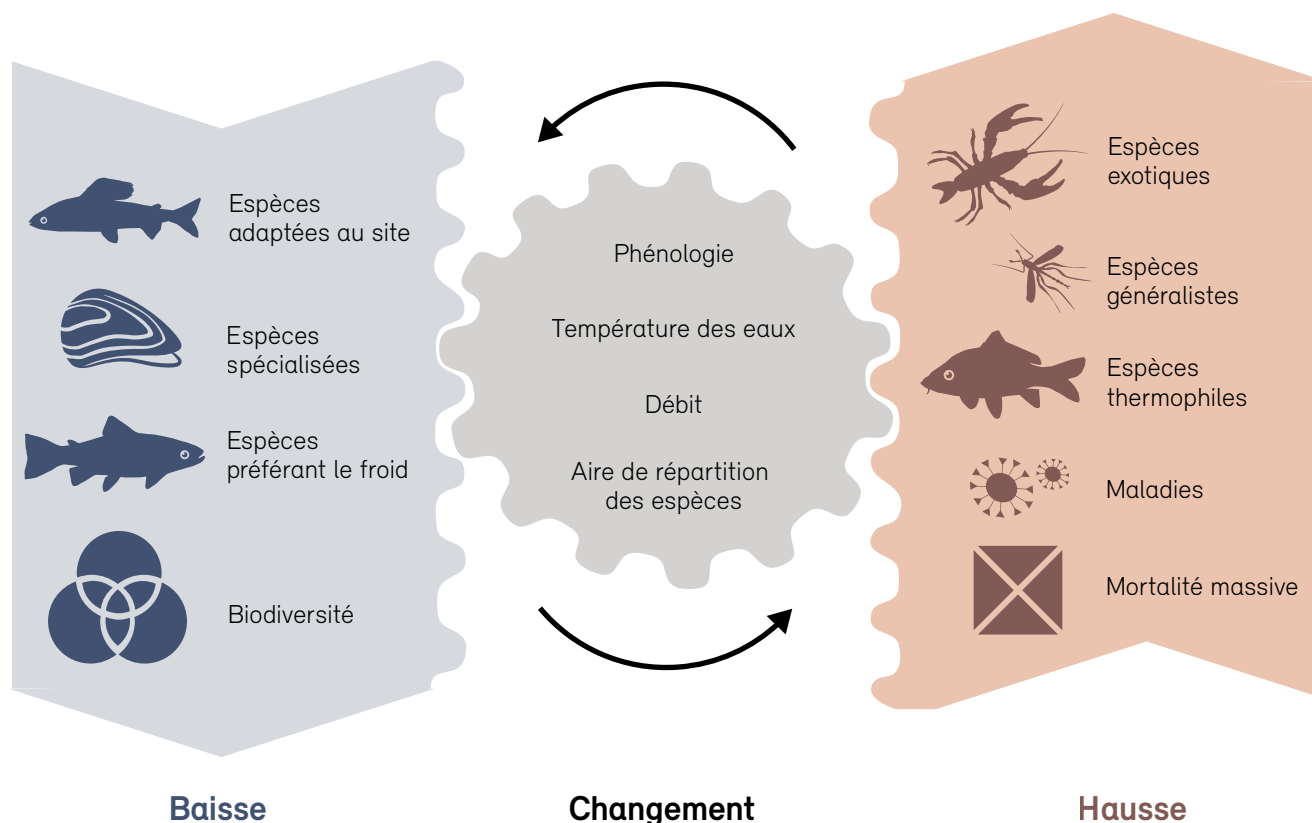 Espèces
adaptées au site
Espèces
spécialisées
Espèces
préférant le froid
Biodiversité
Baisse
Phénologie
Température des eaux
Débit
Aire de répartition
des espèces
Changement
Espèces
exotiques
Espèces
généralistes
Espèces
thermophiles
Maladies
Mortalité massive
Hausse